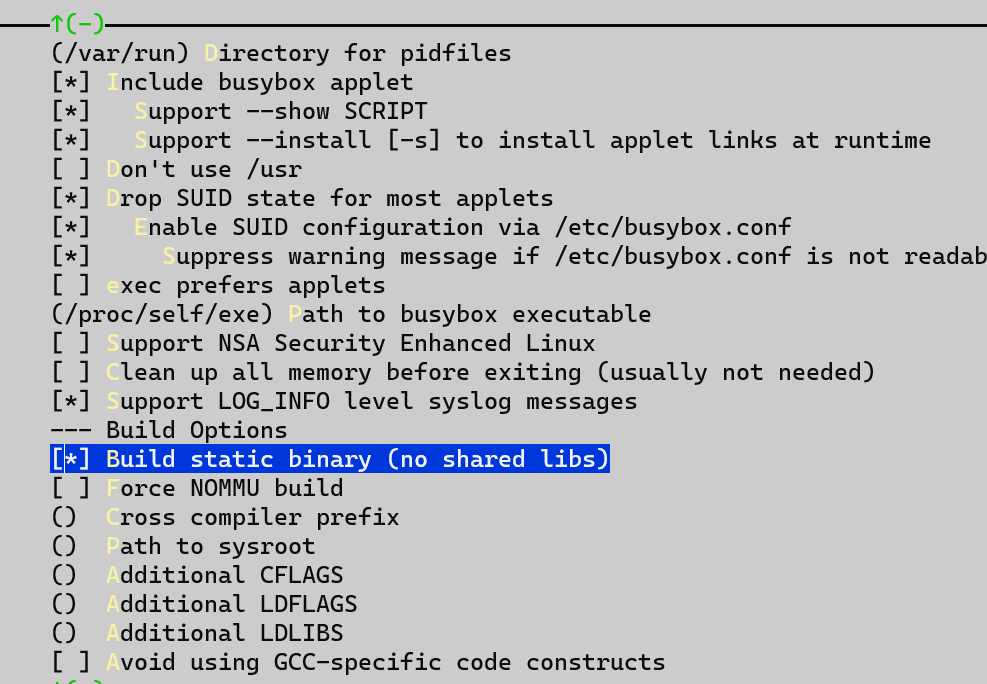 ↑(-)
(/var/run) Directory for pidfiles
[*] Include busybox applet
[*]   Support --show SCRIPT
[*]   Support --install [-s] to install applet links at runtime
[ ] Don't use /usr
[*] Drop SUID state for most applets
[*]   Enable SUID configuration via /etc/busybox.conf
[*]     Suppress warning message if /etc/busybox.conf is not readab
[ ] exec prefers applets
(/proc/self/exe) Path to busybox executable
[ ] Support NSA Security Enhanced Linux
[ ] Clean up all memory before exiting (usually not needed)
[*] Support LOG_INFO level syslog messages
--- Build Options
[*] Build static binary (no shared libs)
[ ] Force NOMMU build
()  Cross compiler prefix
()  Path to sysroot
()  Additional CFLAGS
()  Additional LDFLAGS
()  Additional LDLIBS
[ ] Avoid using GCC-specific code constructs